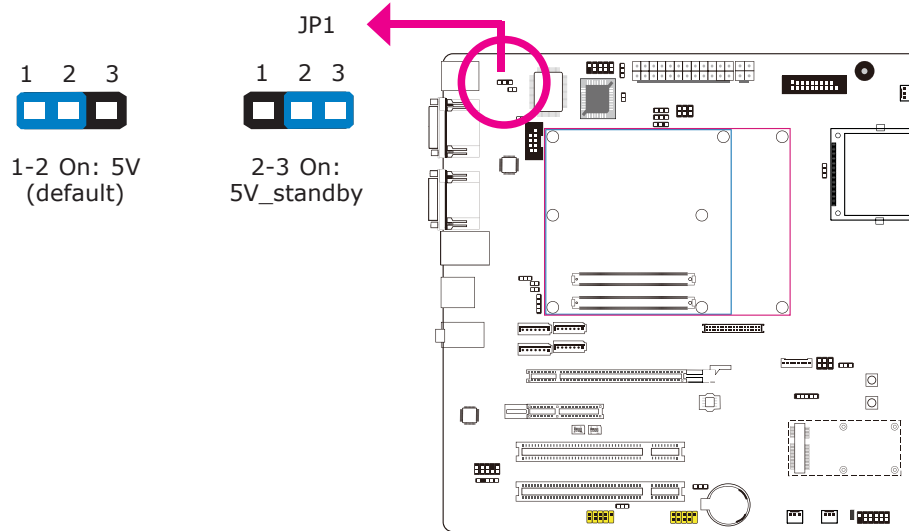 JP1
1 2 3
1 2 3
1-2 On: 5V
(default)
2-3 On:
5V_standby